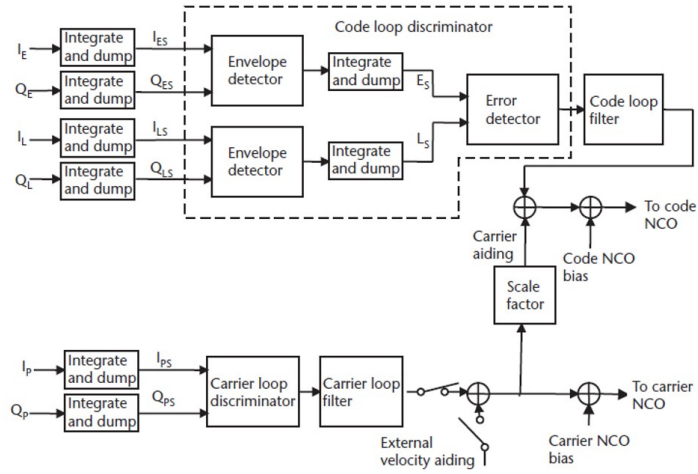 Code loop discriminator
I_E
Integrate
and dump
I_ES
Q_E
Integrate
and dump
Q_ES
Envelope
detector
Integrate
and dump
E_S
I_L
Integrate
and dump
I_LS
Q_L
Integrate
and dump
Q_LS
Envelope
detector
Integrate
and dump
L_S
Error
detector
Code loop
filter
To code
NCO
Carrier
aiding
Code NCO
bias
Scale
factor
I_P
Integrate
and dump
I_PS
Q_P
Integrate
and dump
Q_PS
Carrier loop
discriminator
Carrier loop
filter
External
velocity aiding
Carrier NCO
bias
To carrier
NCO